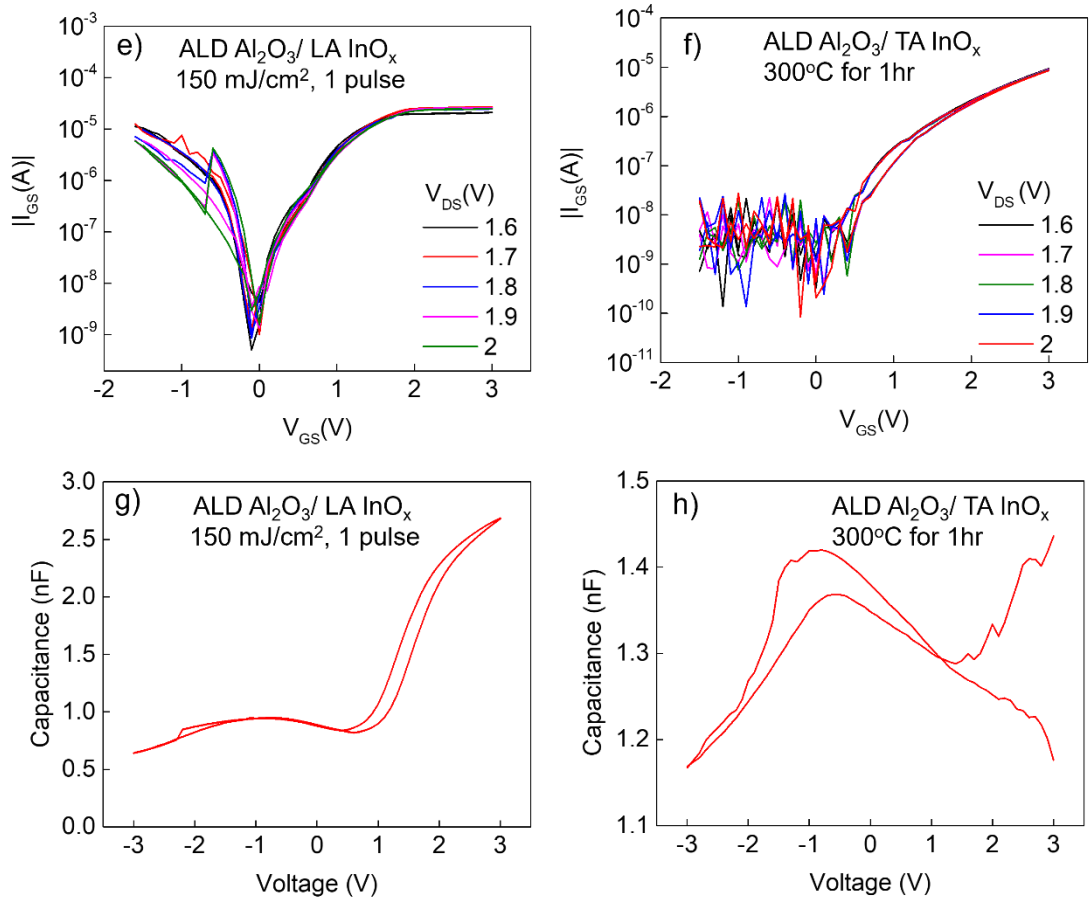 e)
ALD Al₂O₃/ LA InOₓ
150 mJ/cm², 1 pulse
10⁻³
10⁻⁴
10⁻⁵
10⁻⁶
10⁻⁷
10⁻⁸
10⁻⁹
|I_GS(A)|
V_DS(V)
1.6
1.7
1.8
1.9
2
-2
-1
0
1
2
3
V_GS(V)
f)
ALD Al₂O₃/ TA InOₓ
300ºC for 1hr
10⁻⁴
10⁻⁵
10⁻⁶
10⁻⁷
10⁻⁸
10⁻⁹
10⁻¹⁰
10⁻¹¹
|I_GS(A)|
V_DS(V)
1.6
1.7
1.8
1.9
2
-2
-1
0
1
2
3
V_GS(V)
g)
ALD Al₂O₃/ LA InOₓ
150 mJ/cm², 1 pulse
3.0
2.5
2.0
1.5
1.0
0.5
0.0
Capacitance (nF)
-3
-2
-1
0
1
2
3
Voltage (V)
h)
ALD Al₂O₃/ TA InOₓ
300ºC for 1hr
1.5
1.4
1.3
1.2
1.1
Capacitance (nF)
-3
-2
-1
0
1
2
3
Voltage (V)